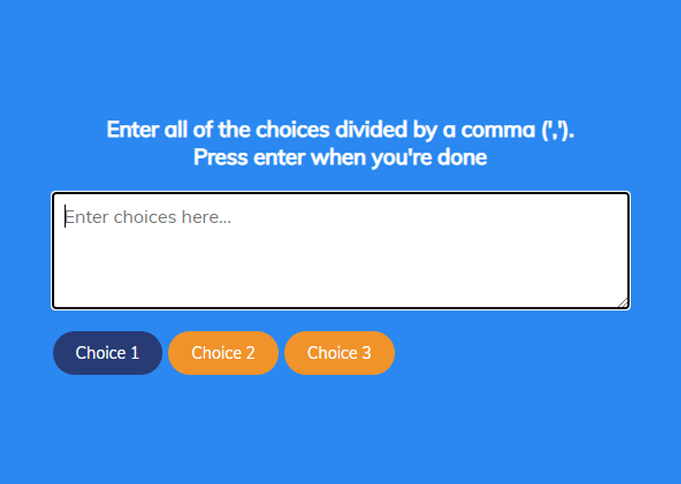 Enter all of the choices divided by a comma (',').
Press enter when you're done
Enter choices here...
Choice 1 Choice 2 Choice 3